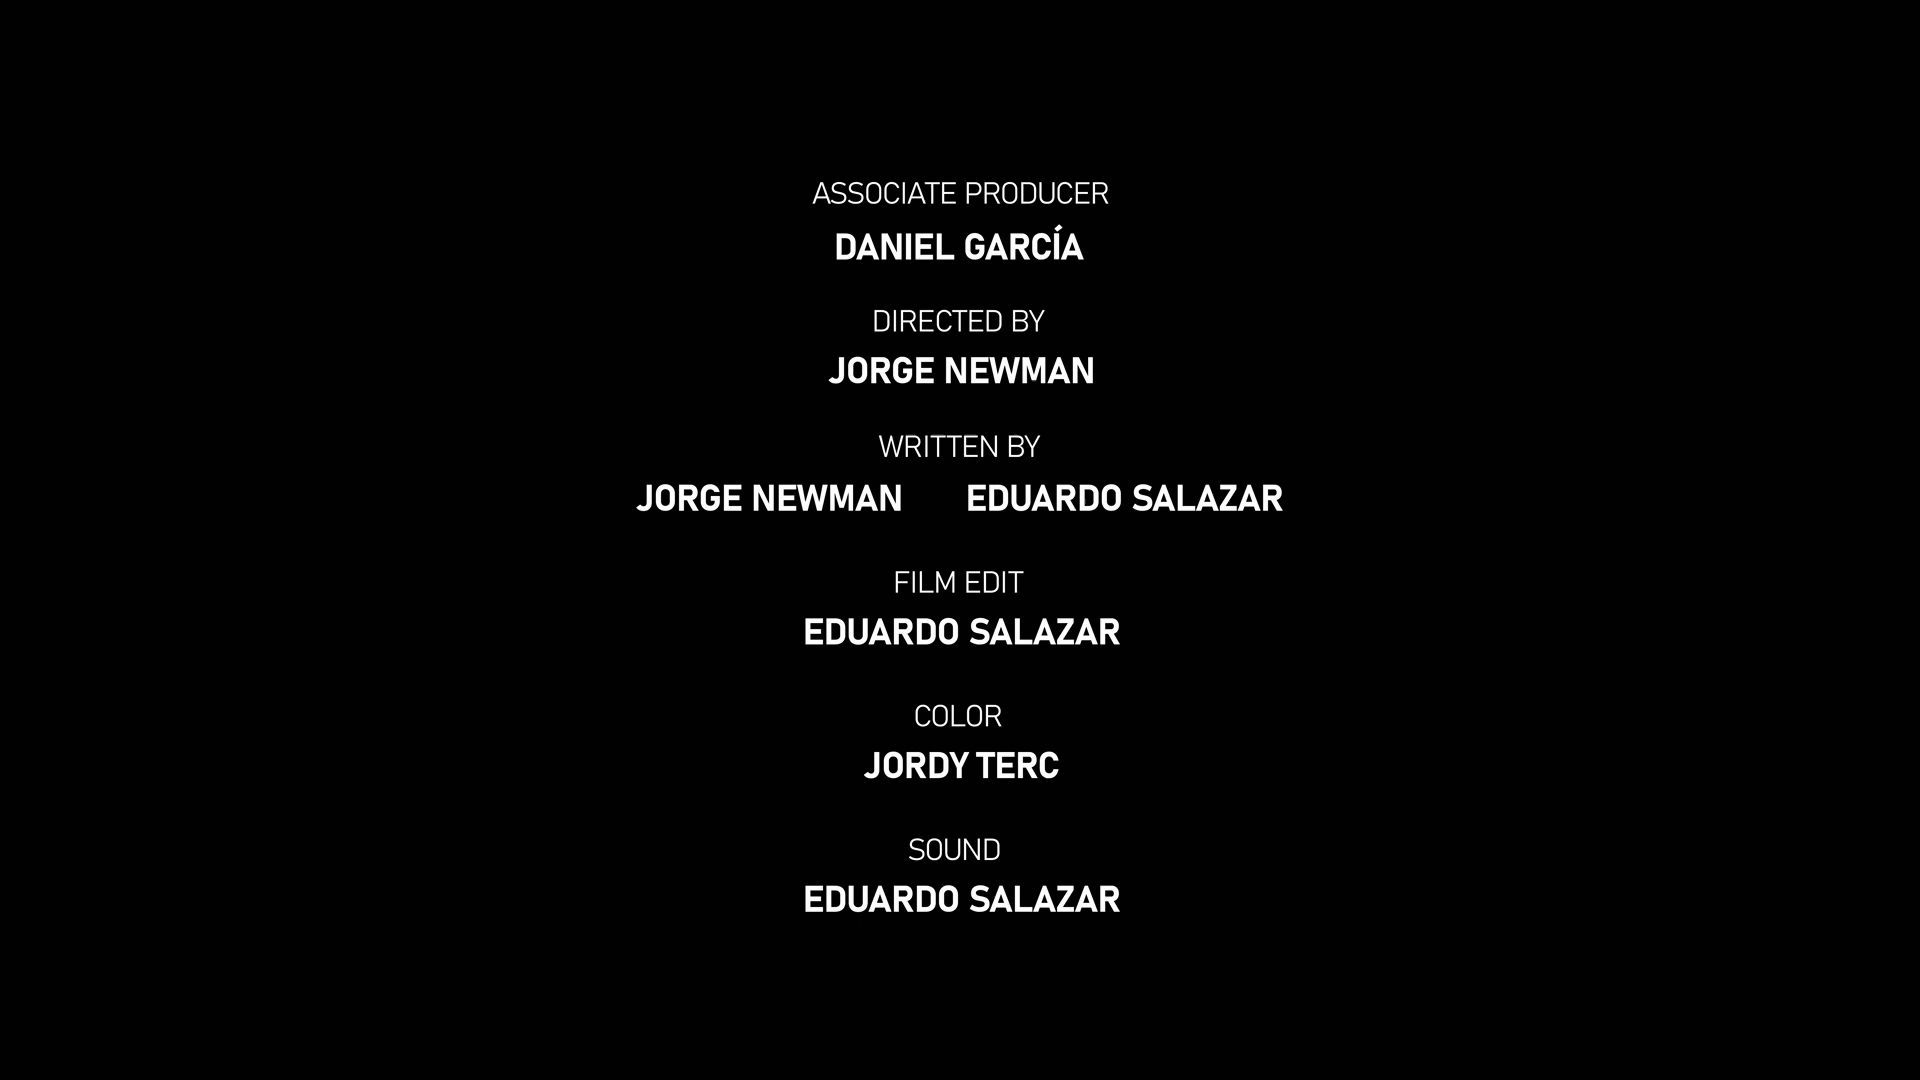 ASSOCIATE PRODUCER
DANIEL GARCÍA
DIRECTED BY
JORGE NEWMAN
WRITTEN BY
JORGE NEWMAN EDUARDO SALAZAR
FILM EDIT
EDUARDO SALAZAR
COLOR
JORDY TERC
SOUND
EDUARDO SALAZAR